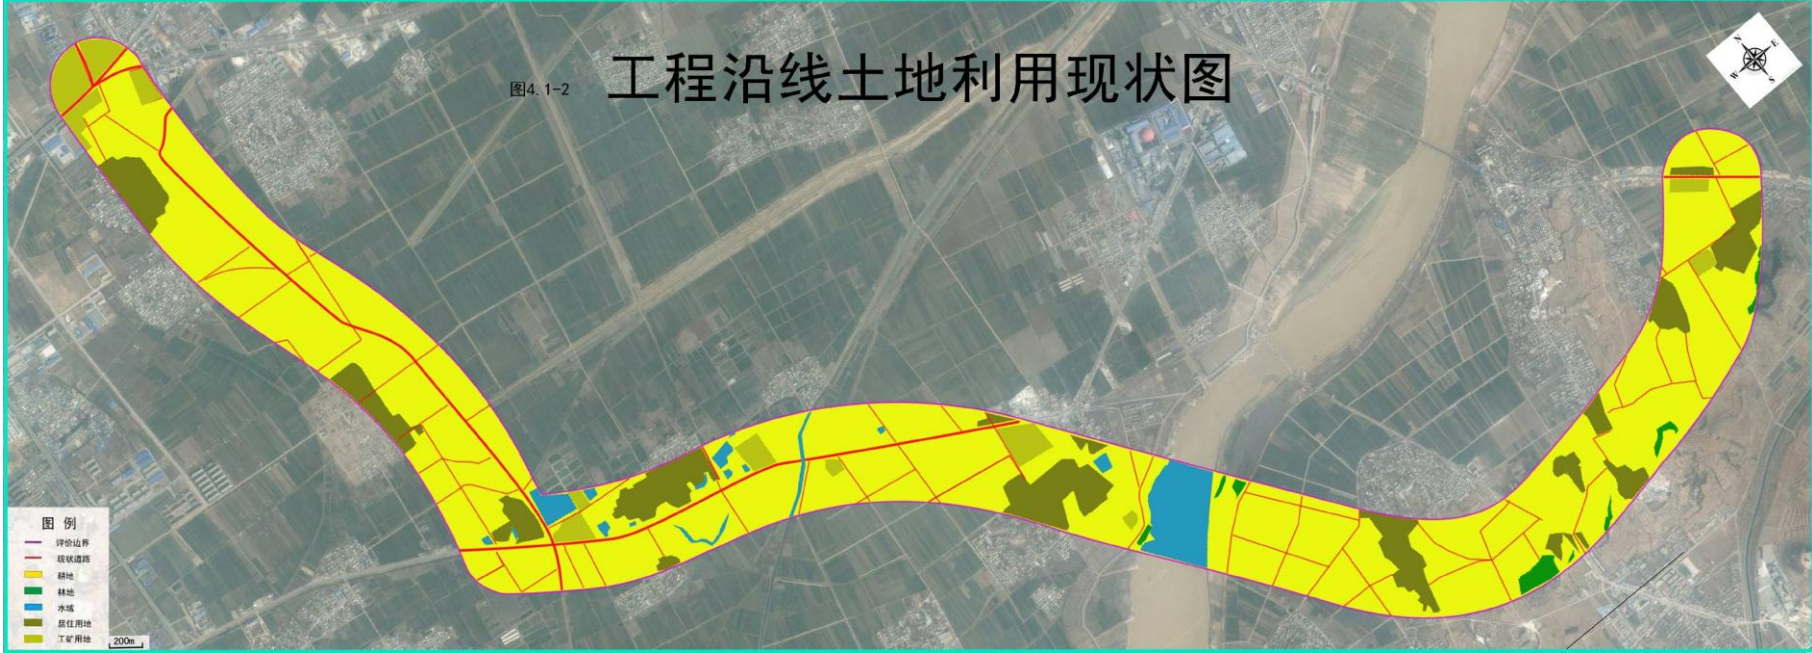 图4.1-2
工程沿线土地利用现状图
N
E
W
S
图 例
评价边界
现状道路
耕地
林地
水域
居住用地
工矿用地
200m